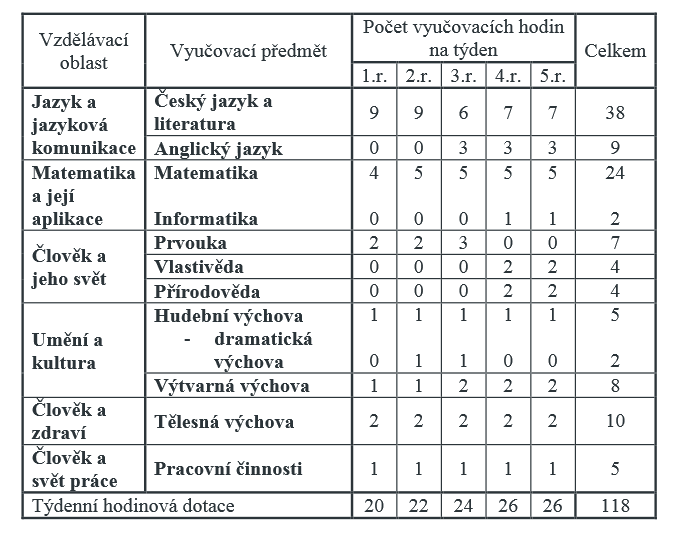 Vzdělávací oblast | Vyučovací předmět | Počet vyučovacích hodin na týden | Celkem
1.r. | 2.r. | 3.r. | 4.r. | 5.r.
Jazyk a jazyková komunikace | Český jazyk a literatura | 9 | 9 | 6 | 7 | 7 | 38
Anglický jazyk | 0 | 0 | 3 | 3 | 3 | 9
Matematika a její aplikace | Matematika | 4 | 5 | 5 | 5 | 5 | 24
Informatika | 0 | 0 | 0 | 1 | 1 | 2
Člověk a jeho svět | Prvouka | 2 | 2 | 3 | 0 | 0 | 7
Vlastivěda | 0 | 0 | 0 | 2 | 2 | 4
Přírodověda | 0 | 0 | 0 | 2 | 2 | 4
Umění a kultura | Hudební výchova | 1 | 1 | 1 | 1 | 1 | 5
- dramatická výchova | 0 | 1 | 1 | 0 | 0 | 2
Výtvarná výchova | 1 | 1 | 2 | 2 | 2 | 8
Člověk a zdraví | Tělesná výchova | 2 | 2 | 2 | 2 | 2 | 10
Člověk a svět práce | Pracovní činnosti | 1 | 1 | 1 | 1 | 1 | 5
Týdenní hodinová dotace | 20 | 22 | 24 | 26 | 26 | 118